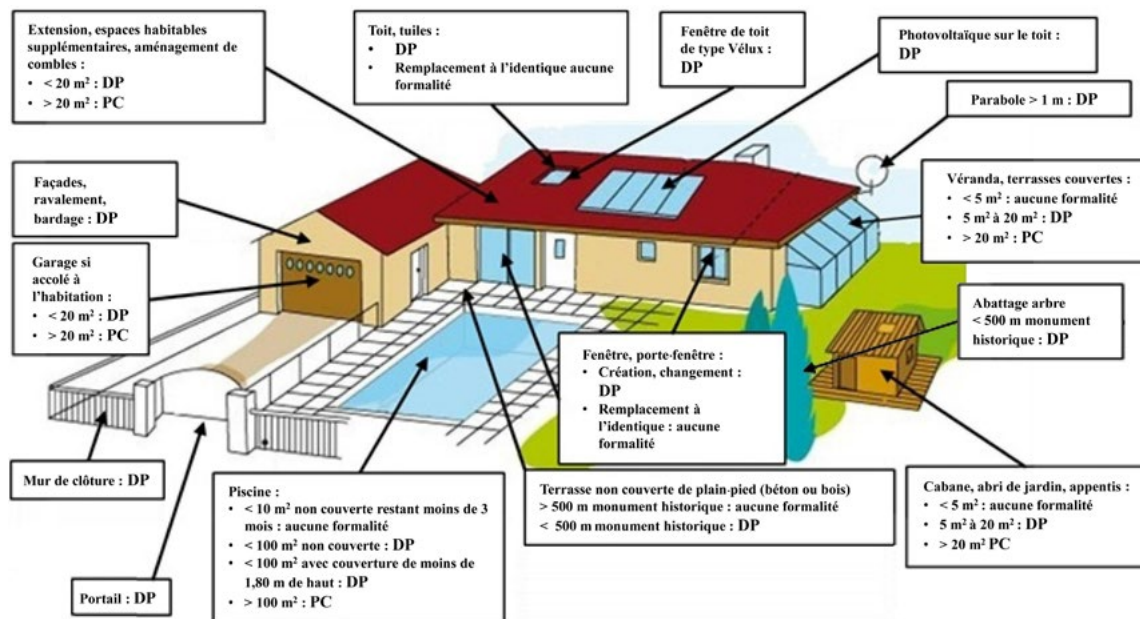 Extension, espaces habitables
supplémentaires, aménagement de
combles :
• < 20 m² : DP
• > 20 m² : PC
Toit, tuiles :
• DP
• Remplacement à l'identique aucune
formalité
Fenêtre de toit
de type Vélux :
DP
Photovoltaïque sur le toit :
DP
Parabole > 1 m : DP
Façades,
ravalement,
bardage : DP
Véranda, terrasses couvertes :
• < 5 m² : aucune formalité
• 5 m² à 20 m² : DP
• > 20 m² : PC
Garage si
accolé à
l'habitation :
• < 20 m² : DP
• > 20 m² : PC
Abattage arbre
< 500 m monument
historique : DP
Fenêtre, porte-fenêtre :
• Création, changement :
DP
• Remplacement à
l'identique : aucune
formalité
Mur de clôture : DP
Piscine :
• < 10 m² non couverte restant moins de 3
mois : aucune formalité
• < 100 m² non couverte : DP
• < 100 m² avec couverture de moins de
1,80 m de haut : DP
• > 100 m² : PC
Terrasse non couverte de plain-pied (béton ou bois)
> 500 m monument historique : aucune formalité
< 500 m monument historique : DP
Cabane, abri de jardin, appentis :
• < 5 m² : aucune formalité
• 5 m² à 20 m² : DP
• > 20 m² PC
Portail : DP